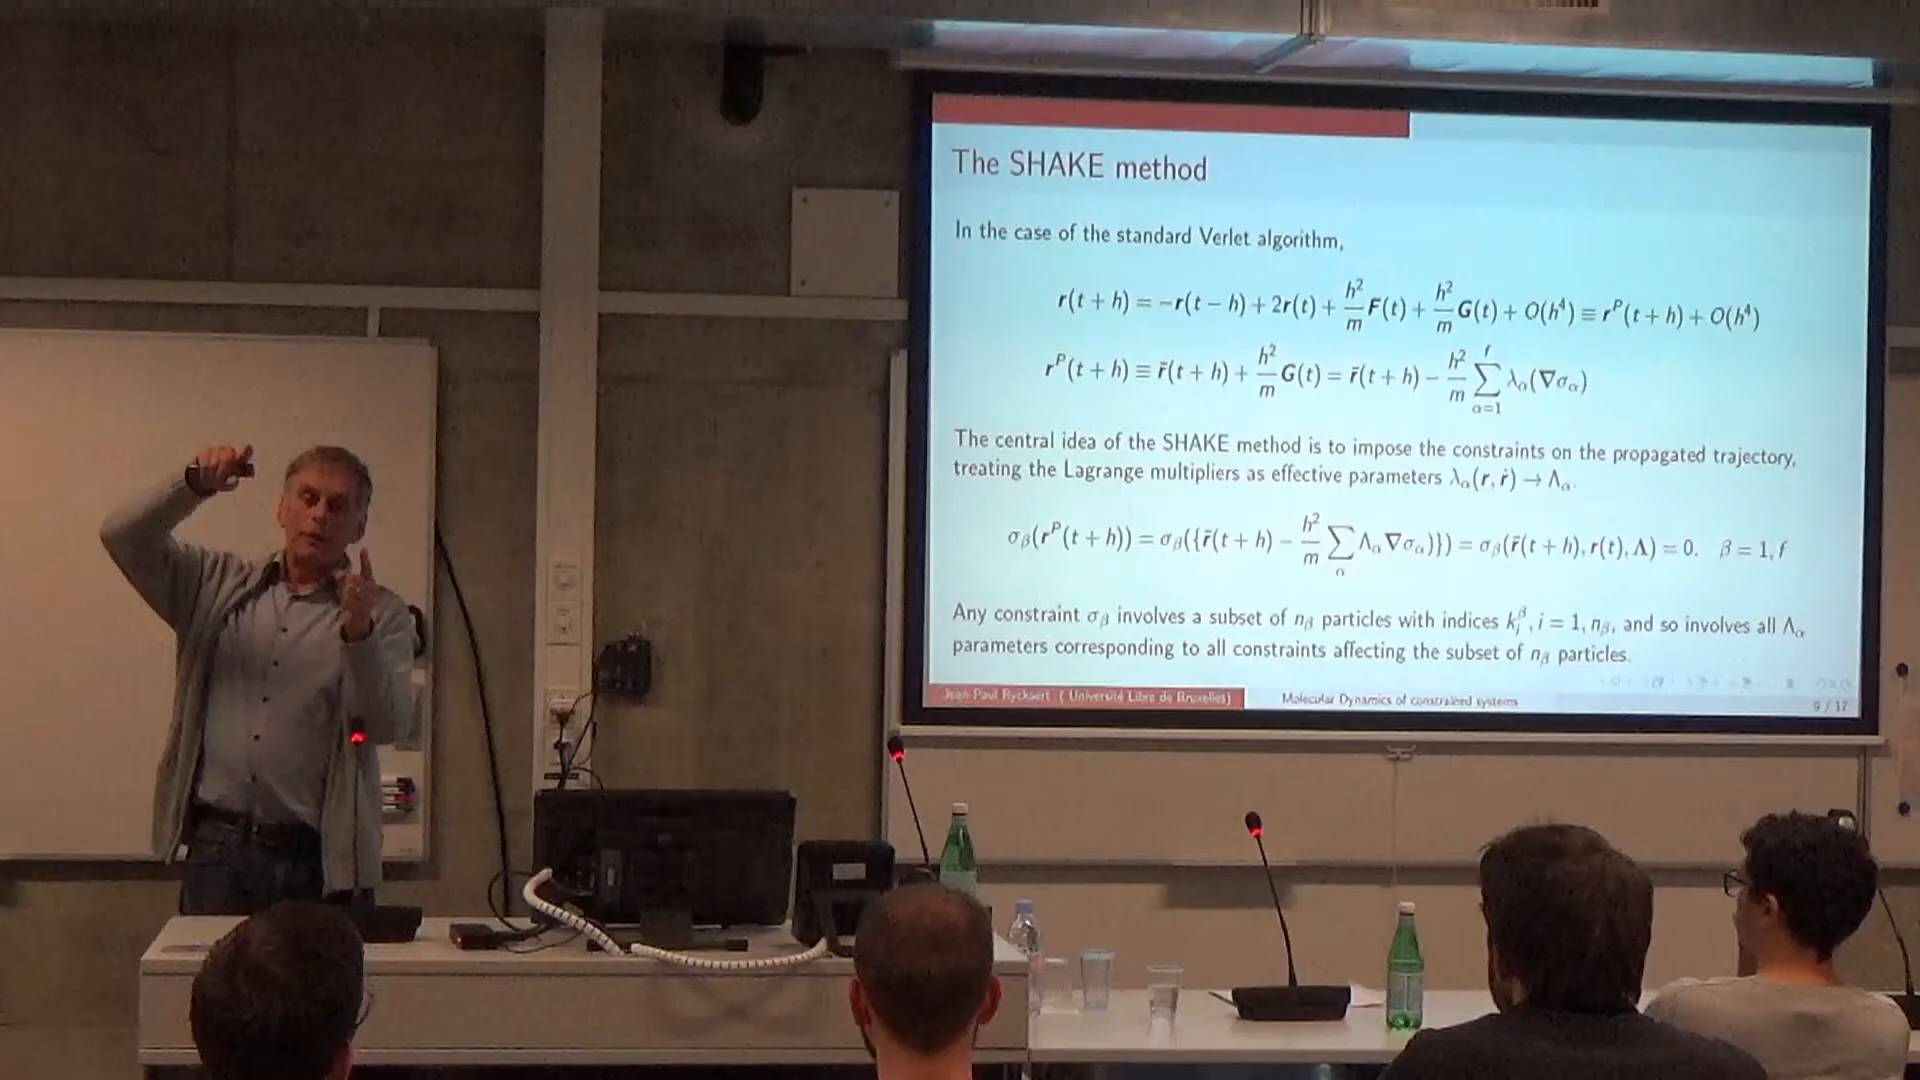 The SHAKE method
In the case of the standard Verlet algorithm,
r(t + h) = −r(t − h) + 2r(t) + h²/m F(t) + h²/m G(t) + O(h⁴) ≡ rᴾ(t + h) + O(h⁴)
rᴾ(t + h) ≡ r̄(t + h) + h²/m G(t) = r̄(t + h) − h²/m ∑_{α=1}^{f} λ_α(∇σ_α)
The central idea of the SHAKE method is to impose the constraints on the propagated trajectory,
treating the Lagrange multipliers as effective parameters λ_α(r, ṙ) → Λ_α.
σ_β(rᴾ(t + h)) = σ_β({r̄(t + h) − h²/m ∑_α Λ_α∇σ_α)}) = σ_β(r̄(t + h), r(t), Λ) = 0. β = 1, f
Any constraint σ_β involves a subset of n_β particles with indices k_i^β, i = 1, n_β, and so involves all Λ_α
parameters corresponding to all constraints affecting the subset of n_β particles.
Jean-Paul Ryckaert ( Université Libre de Bruxelles) Molecular Dynamics of constrained systems 9 / 17